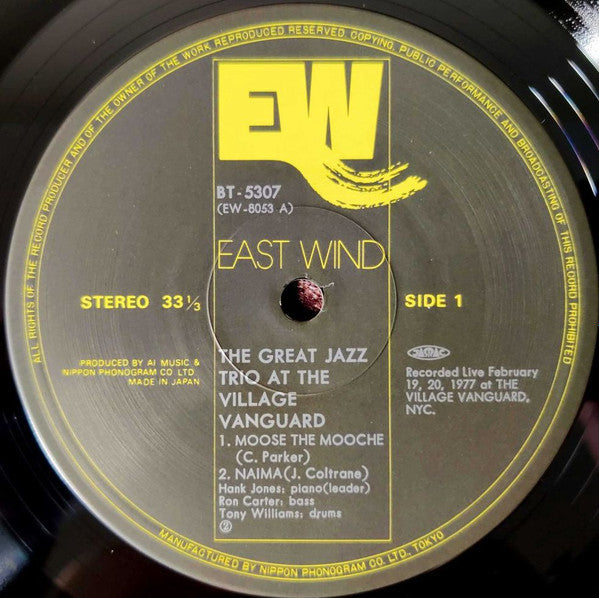 ALL RIGHTS OF THE RECORD PRODUCER AND OF THE OWNER OF THE WORK REPRODUCED RESERVED. COPYING, PUBLIC PERFORMANCE AND BROADCASTING OF THIS RECORD PROHIBITED
EW
BT-5307
(EW-8053 A)
EAST WIND
STEREO 33 1/3
SIDE 1
PRODUCED BY AI MUSIC &
NIPPON PHONOGRAM CO LTD
MADE IN JAPAN
JASRAC
Recorded Live February
19, 20, 1977 at THE
VILLAGE VANGUARD,
NYC.
THE GREAT JAZZ
TRIO AT THE
VILLAGE
VANGUARD
1. MOOSE THE MOOCHE
(C. Parker)
2. NAIMA(J. Coltrane)
Hank Jones: piano(leader)
Ron Carter: bass
Tony Williams: drums
②
MANUFACTURED BY NIPPON PHONOGRAM CO. LTD., TOKYO